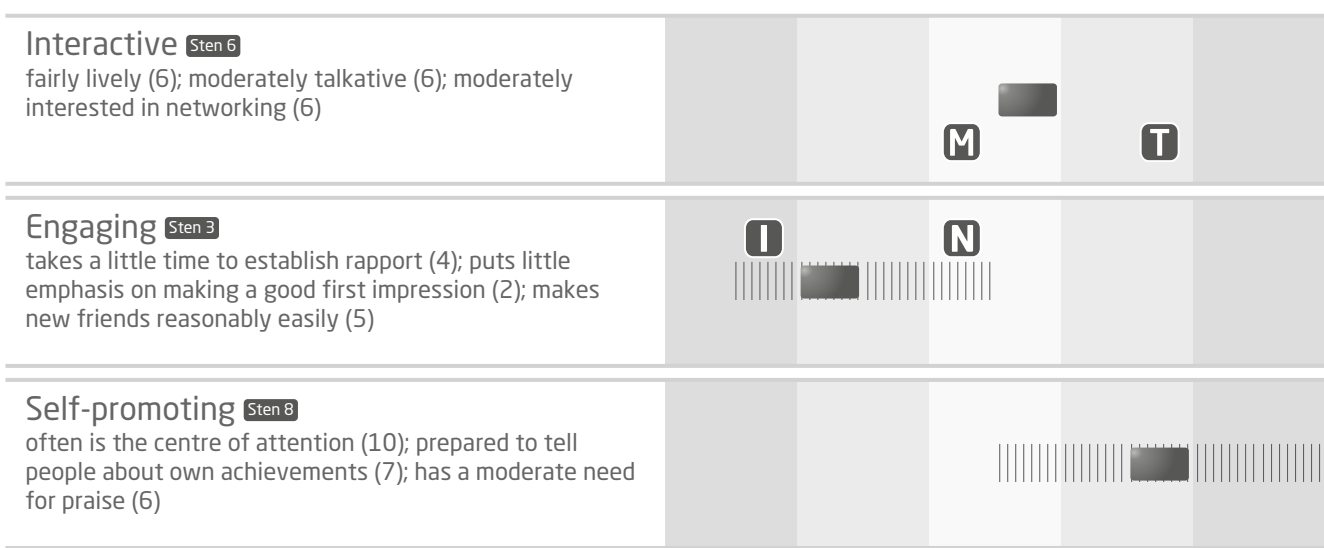 Interactive Sten 6
fairly lively (6); moderately talkative (6); moderately
interested in networking (6)
M T
Engaging Sten 3
takes a little time to establish rapport (4); puts little
emphasis on making a good first impression (2); makes
new friends reasonably easily (5)
I N
Self-promoting Sten 8
often is the centre of attention (10); prepared to tell
people about own achievements (7); has a moderate need
for praise (6)